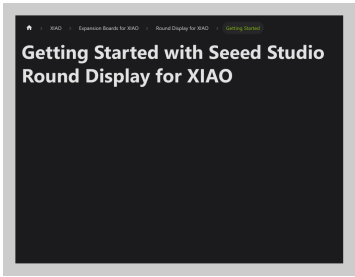 XIAO › Expansion Boards for XIAO › Round Display for XIAO › Getting Started
Getting Started with Seeed Studio
Round Display for XIAO